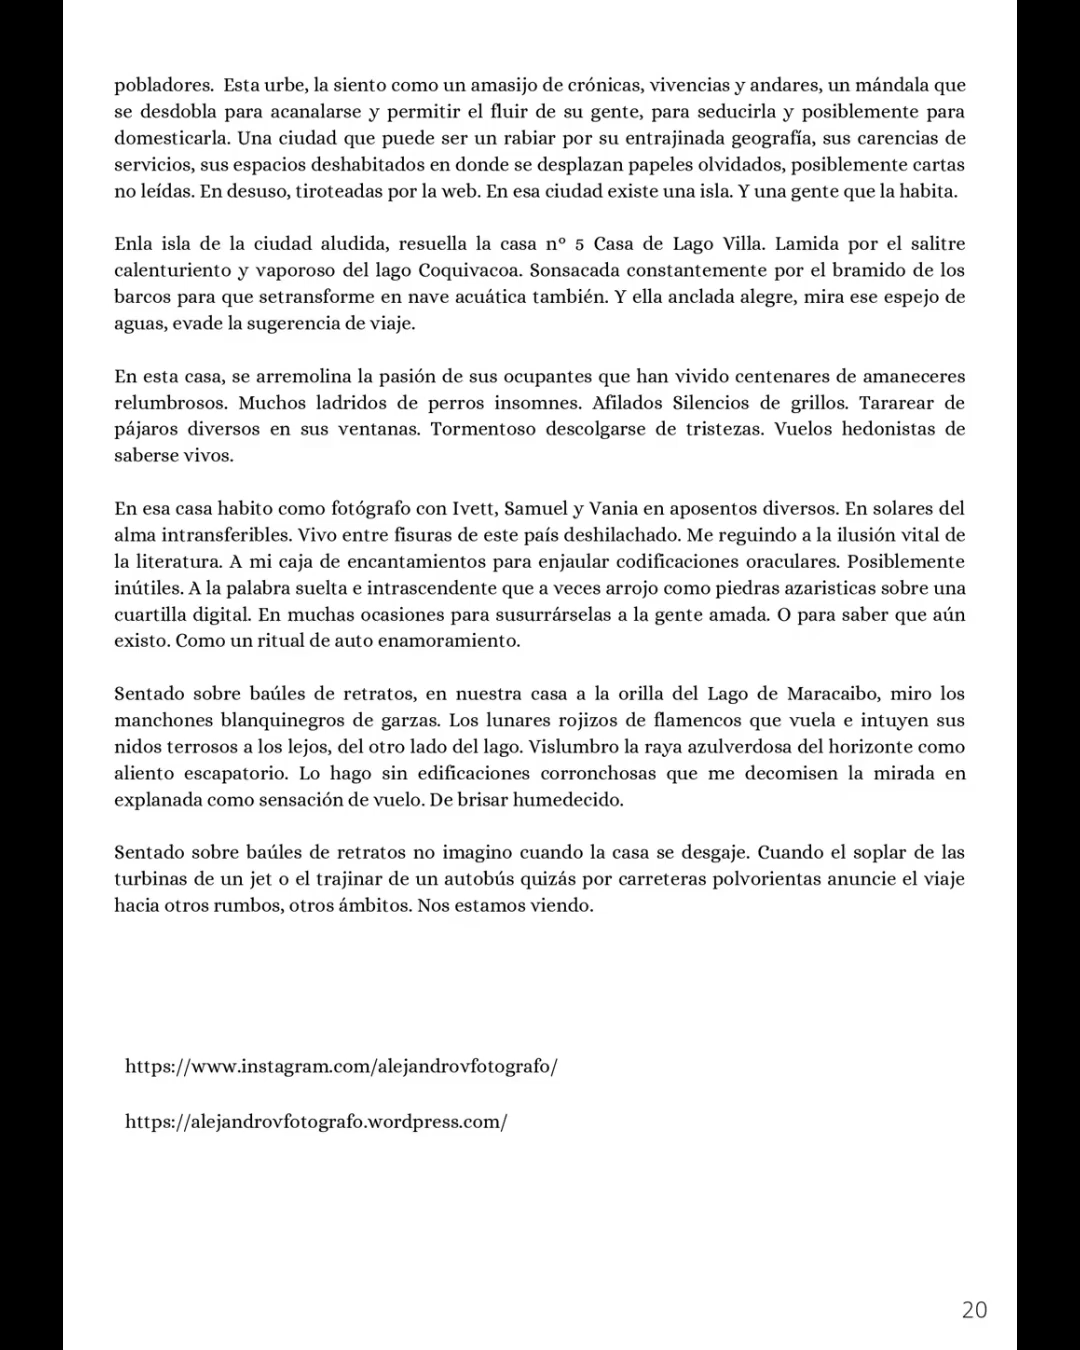 pobladores.  Esta urbe, la siento como un amasijo de crónicas, vivencias y andares, un mándala que
se desdobla para acanalarse y permitir el fluir de su gente, para seducirla y posiblemente para
domesticarla. Una ciudad que puede ser un rabiar por su entrajinada geografía, sus carencias de
servicios, sus espacios deshabitados en donde se desplazan papeles olvidados, posiblemente cartas
no leídas. En desuso, tiroteadas por la web. En esa ciudad existe una isla. Y una gente que la habita.
Enla isla de la ciudad aludida, resuella la casa nº 5 Casa de Lago Villa. Lamida por el salitre
calenturiento y vaporoso del lago Coquivacoa. Sonsacada constantemente por el bramido de los
barcos para que setransforme en nave acuática también. Y ella anclada alegre, mira ese espejo de
aguas, evade la sugerencia de viaje.
En esta casa, se arremolina la pasión de sus ocupantes que han vivido centenares de amaneceres
relumbrosos. Muchos ladridos de perros insomnes. Afilados Silencios de grillos. Tararear de
pájaros diversos en sus ventanas. Tormentoso descolgarse de tristezas. Vuelos hedonistas de
saberse vivos.
En esa casa habito como fotógrafo con Ivett, Samuel y Vania en aposentos diversos. En solares del
alma intransferibles. Vivo entre fisuras de este país deshilachado. Me reguindo a la ilusión vital de
la literatura. A mi caja de encantamientos para enjaular codificaciones oraculares. Posiblemente
inútiles. A la palabra suelta e intrascendente que a veces arrojo como piedras azaristicas sobre una
cuartilla digital. En muchas ocasiones para susurrárselas a la gente amada. O para saber que aún
existo. Como un ritual de auto enamoramiento.
Sentado sobre baúles de retratos, en nuestra casa a la orilla del Lago de Maracaibo, miro los
manchones blanquinegros de garzas. Los lunares rojizos de flamencos que vuela e intuyen sus
nidos terrosos a los lejos, del otro lado del lago. Vislumbro la raya azulverdosa del horizonte como
aliento escapatorio. Lo hago sin edificaciones corronchosas que me decomisen la mirada en
explanada como sensación de vuelo. De brisar humedecido.
Sentado sobre baúles de retratos no imagino cuando la casa se desgaje. Cuando el soplar de las
turbinas de un jet o el trajinar de un autobús quizás por carreteras polvorientas anuncie el viaje
hacia otros rumbos, otros ámbitos. Nos estamos viendo.
https://www.instagram.com/alejandrovfotografo/
https://alejandrovfotografo.wordpress.com/
20